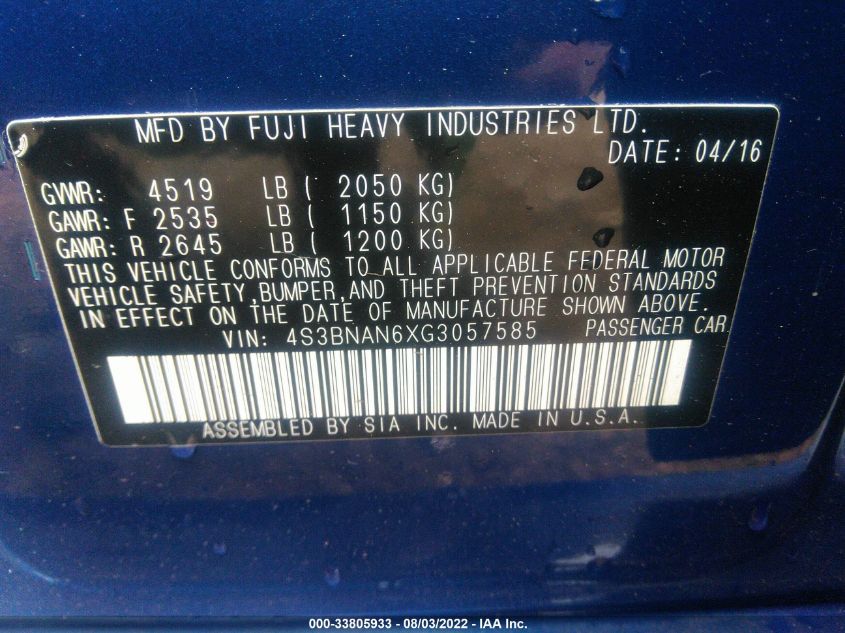 MFD BY FUJI HEAVY INDUSTRIES LTD.
DATE: 04/16
GVWR: 4519 LB ( 2050 KG)
GAWR: F 2535 LB ( 1150 KG)
GAWR: R 2645 LB ( 1200 KG)
THIS VEHICLE CONFORMS TO ALL APPLICABLE FEDERAL MOTOR
VEHICLE SAFETY,BUMPER,AND THEFT PREVENTION STANDARDS
IN EFFECT ON THE DATE OF MANUFACTURE SHOWN ABOVE.
VIN: 4S3BNAN6XG3057585 PASSENGER CAR
ASSEMBLED BY SIA INC. MADE IN U.S.A.
000-33805933 - 08/03/2022 - IAA Inc.